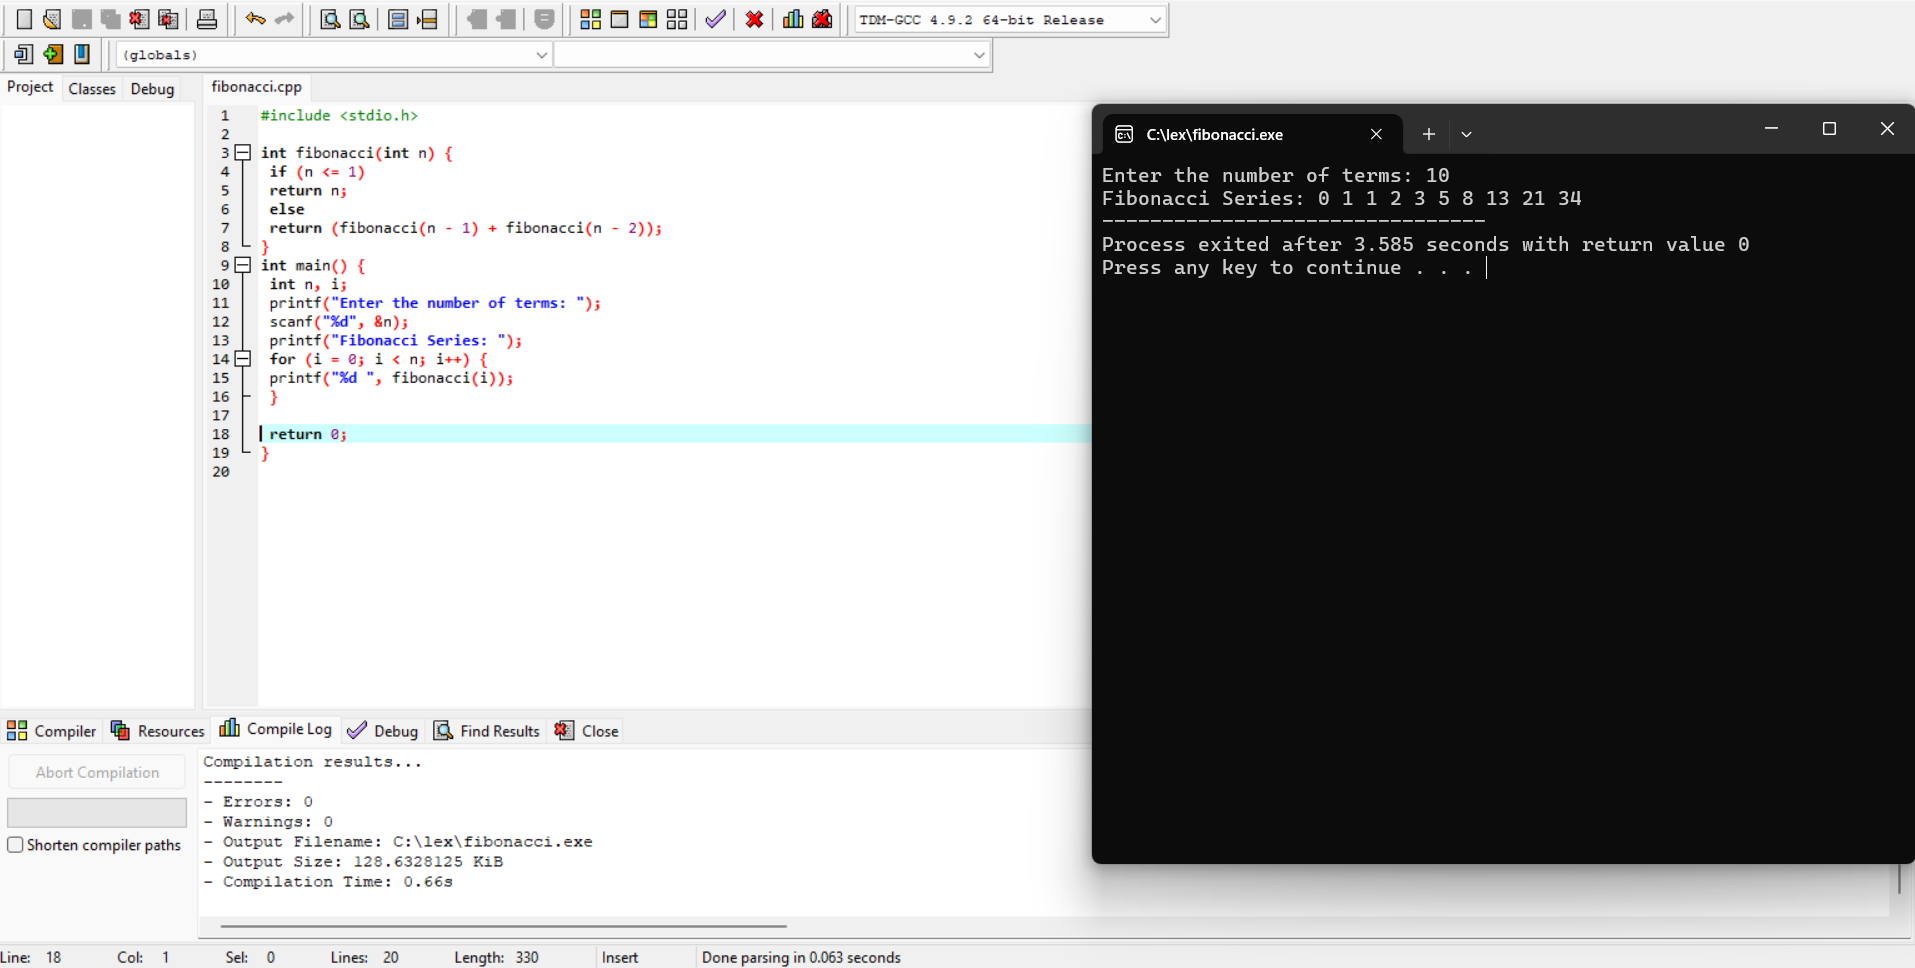 TDM-GCC 4.9.2 64-bit Release
(globals)
Project Classes Debug
fibonacci.cpp
1 #include <stdio.h>
2
3 int fibonacci(int n) {
4 if (n <= 1)
5 return n;
6 else
7 return (fibonacci(n - 1) + fibonacci(n - 2));
8 }
9 int main() {
10 int n, i;
11 printf("Enter the number of terms: ");
12 scanf("%d", &n);
13 printf("Fibonacci Series: ");
14 for (i = 0; i < n; i++) {
15 printf("%d ", fibonacci(i));
16 }
17
18 return 0;
19 }
20
C:\lex\fibonacci.exe
Enter the number of terms: 10
Fibonacci Series: 0 1 1 2 3 5 8 13 21 34
--------------------------------
Process exited after 3.585 seconds with return value 0
Press any key to continue . . .
Compiler Resources Compile Log Debug Find Results Close
Abort Compilation
Shorten compiler paths
Compilation results...
--------
- Errors: 0
- Warnings: 0
- Output Filename: C:\lex\fibonacci.exe
- Output Size: 128.6328125 KiB
- Compilation Time: 0.66s
Line: 18 Col: 1 Sel: 0 Lines: 20 Length: 330 Insert Done parsing in 0.063 seconds